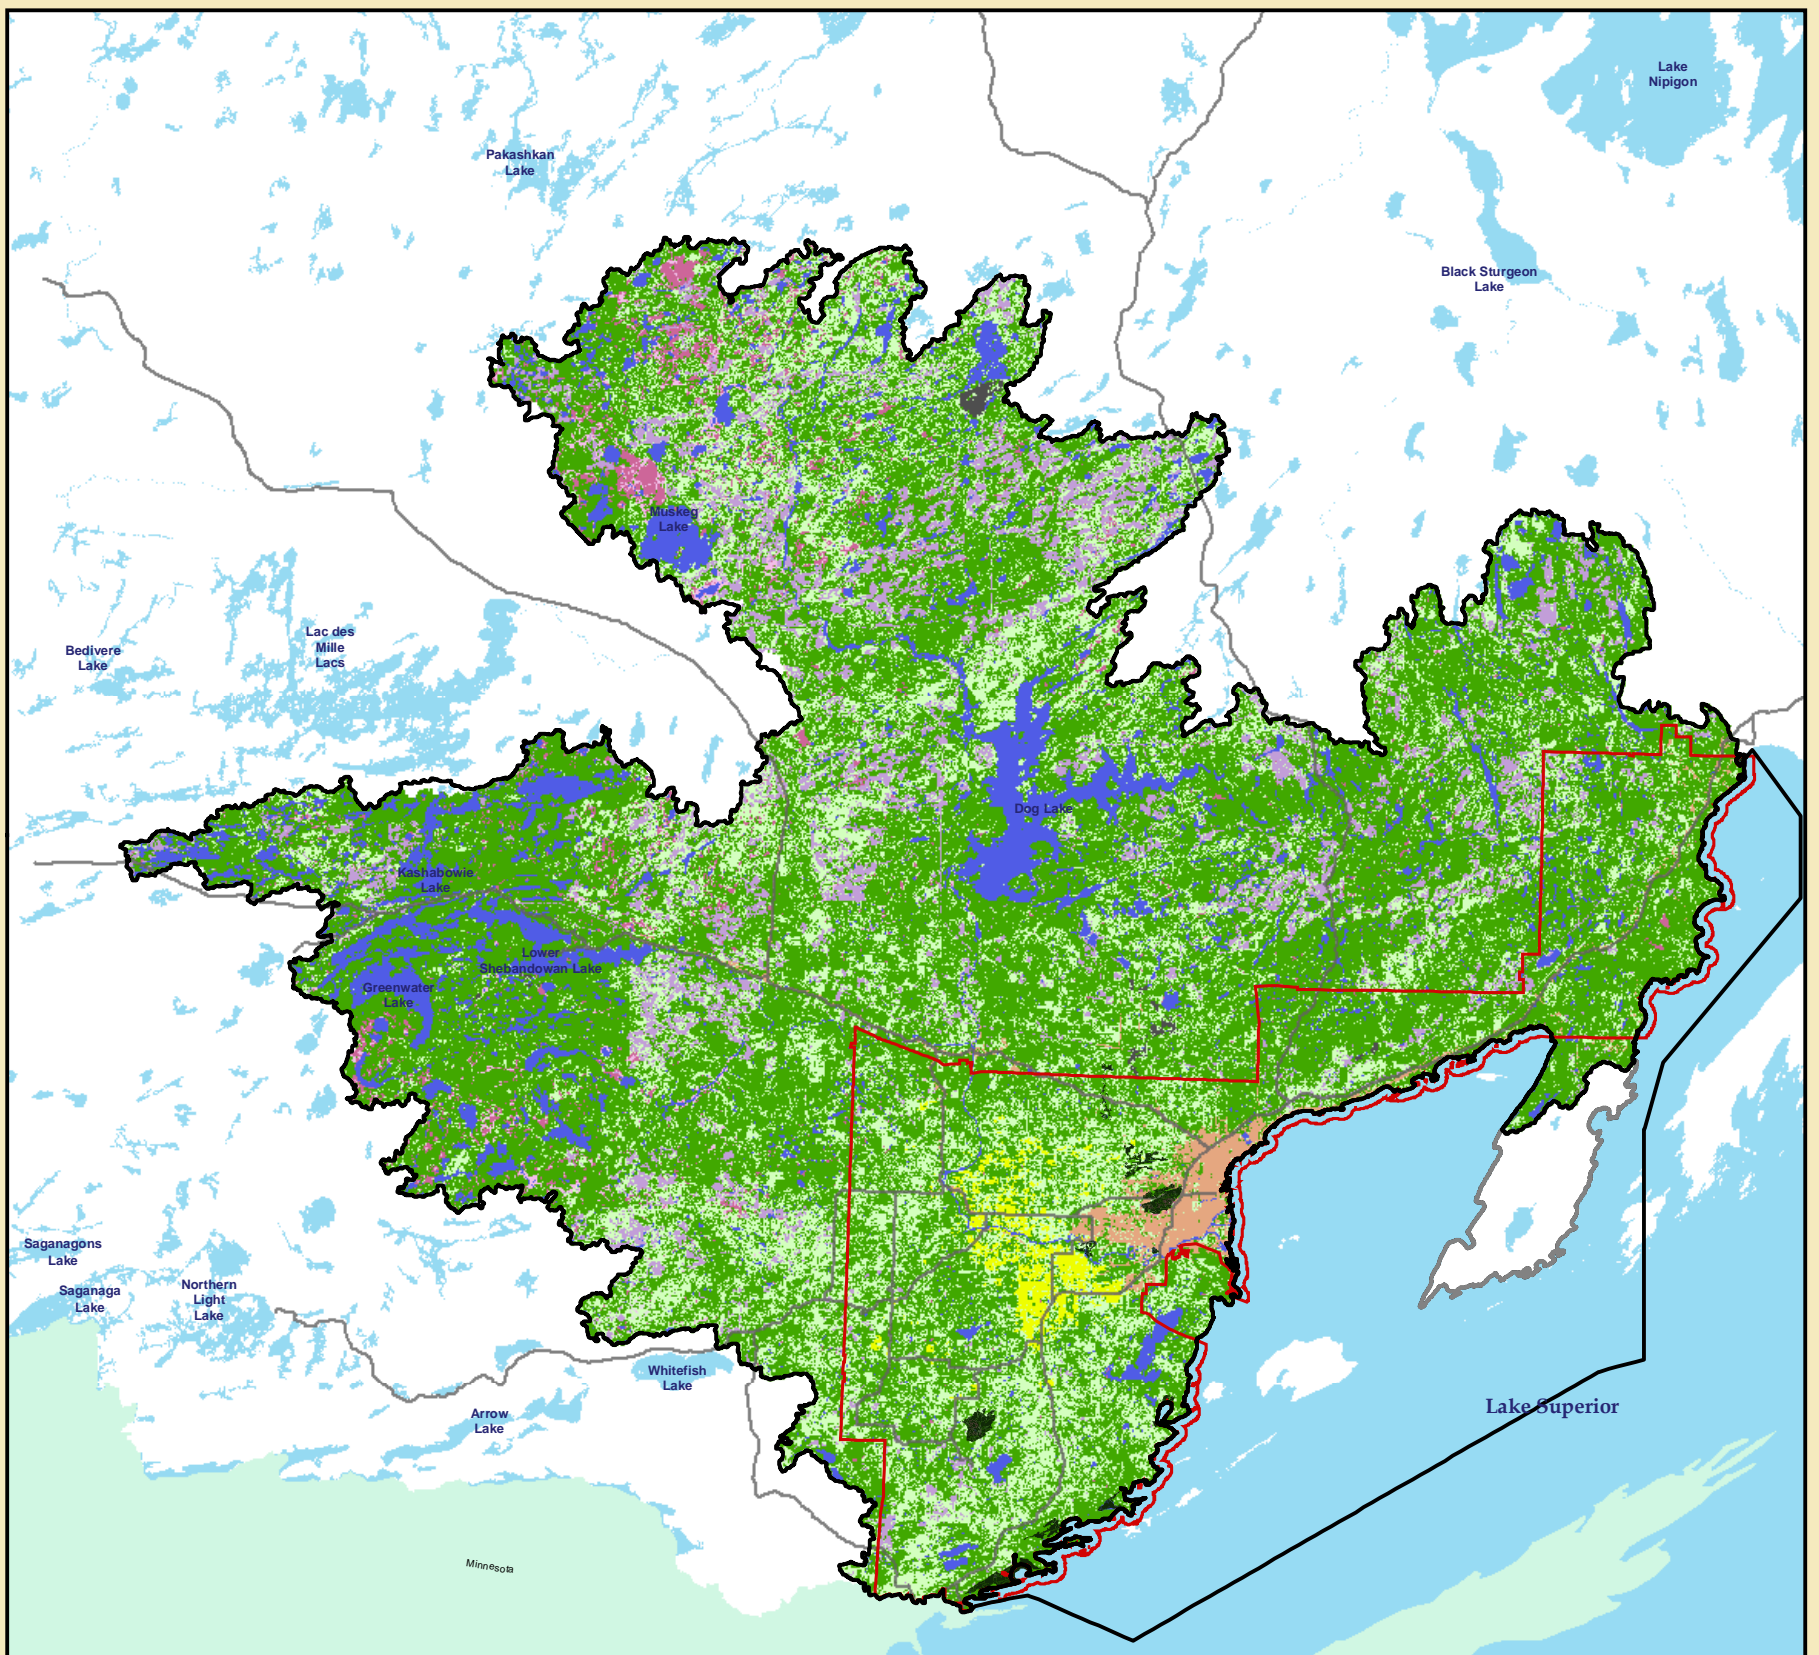 Lake
Nipigon
Pakashkan
Lake
Black Sturgeon
Lake
Muskeg
Lake
Lac des
Mille
Lacs
Bedivere
Lake
Dog Lake
Kashabowie
Lake
Lower
Shebandowan Lake
Greenwater
Lake
Saganagons
Lake
Saganaga
Lake
Northern
Light
Lake
Whitefish
Lake
Arrow
Lake
Lake Superior
Minnesota